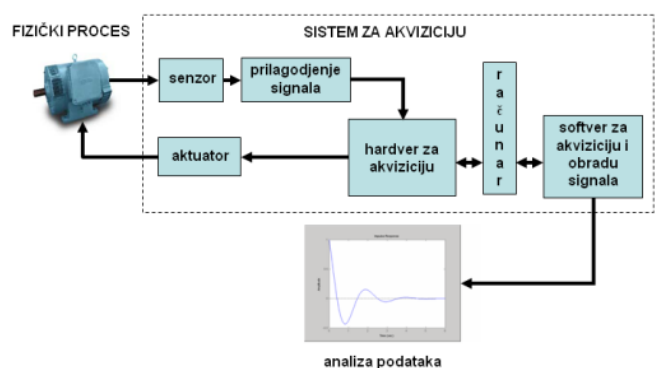 FIZIČKI PROCES
SISTEM ZA AKVIZICIJU
senzor
prilagodjenje
signala
računar
aktuator
hardver za
akviziciju
softver za
akviziciju i
obradu
signala
analiza podataka